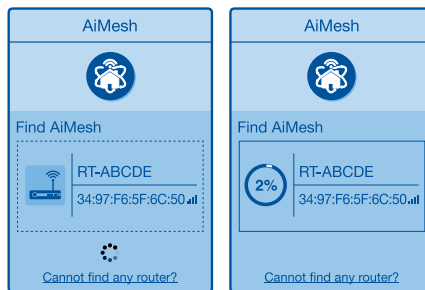 AiMesh
Find AiMesh
RT-ABCDE
34:97:F6:5F:6C:50
Cannot find any router?
AiMesh
Find AiMesh
2%
RT-ABCDE
34:97:F6:5F:6C:50
Cannot find any router?